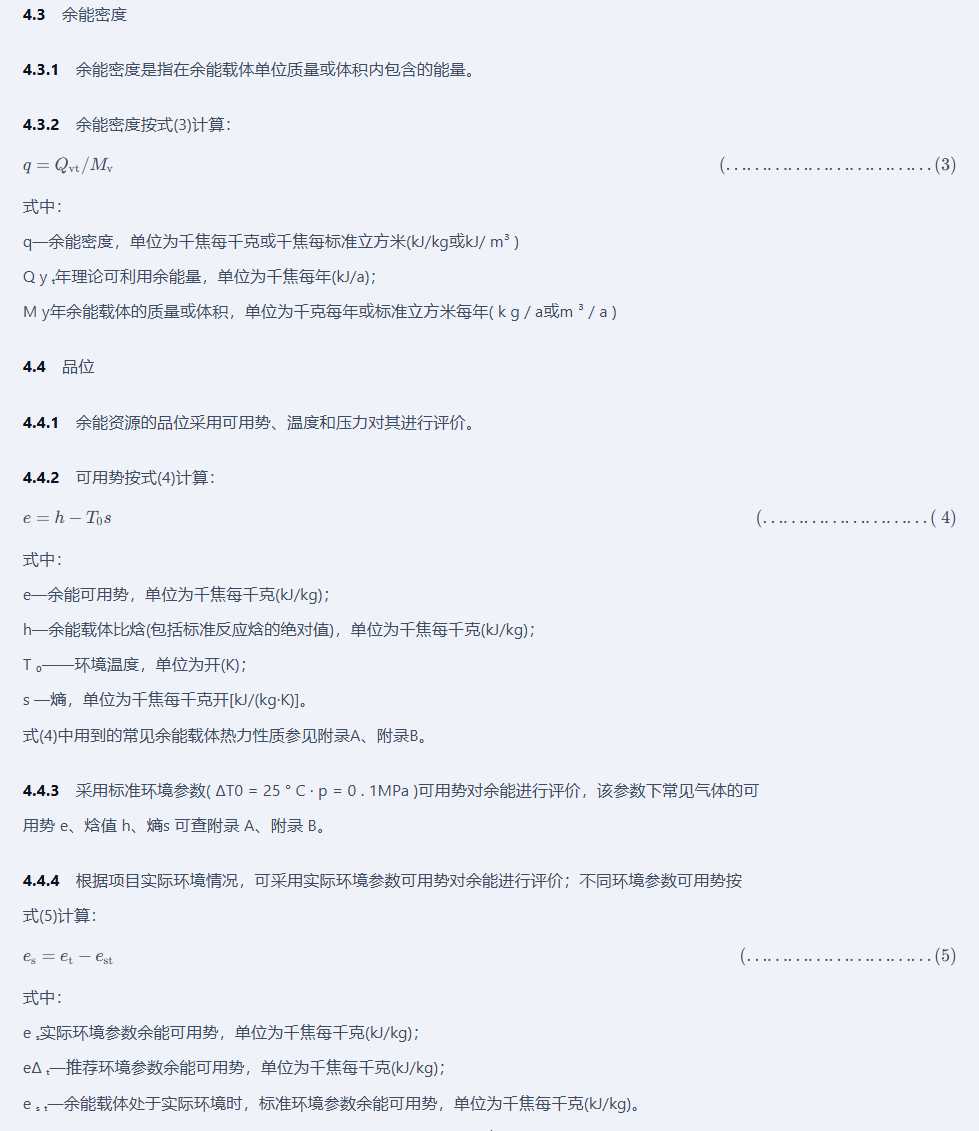 4.3 余能密度
4.3.1 余能密度是指在余能载体单位质量或体积内包含的能量。
4.3.2 余能密度按式(3)计算：
q = Qvt/Mv (…………………………(3)
式中：
q—余能密度，单位为千焦每千克或千焦每标准立方米(kJ/kg或kJ/ m³ )
Q y ₜ年理论可利用余能量，单位为千焦每年(kJ/a)；
M y年余能载体的质量或体积，单位为千克每年或标准立方米每年( k g / a或m ³ / a )
4.4 品位
4.4.1 余能资源的品位采用可用势、温度和压力对其进行评价。
4.4.2 可用势按式(4)计算：
e = h − T₀s (……………………( 4)
式中：
e—余能可用势，单位为千焦每千克(kJ/kg)；
h—余能载体比焓(包括标准反应焓的绝对值)，单位为千焦每千克(kJ/kg)；
T ₀——环境温度，单位为开(K)；
s —熵，单位为千焦每千克开[kJ/(kg·K)]。
式(4)中用到的常见余能载体热力性质参见附录A、附录B。
4.4.3 采用标准环境参数( ΔT0 = 25 ° C · p = 0 . 1MPa )可用势对余能进行评价，该参数下常见气体的可
用势 e、焓值 h、熵s 可查附录 A、附录 B。
4.4.4 根据项目实际环境情况，可采用实际环境参数可用势对余能进行评价；不同环境参数可用势按
式(5)计算：
eₛ = eₜ − eₛₜ (………………………(5)
式中：
e ₛ实际环境参数余能可用势，单位为千焦每千克(kJ/kg)；
eΔ ₜ—推荐环境参数余能可用势，单位为千焦每千克(kJ/kg)；
e ₛ ₜ—余能载体处于实际环境时，标准环境参数余能可用势，单位为千焦每千克(kJ/kg)。